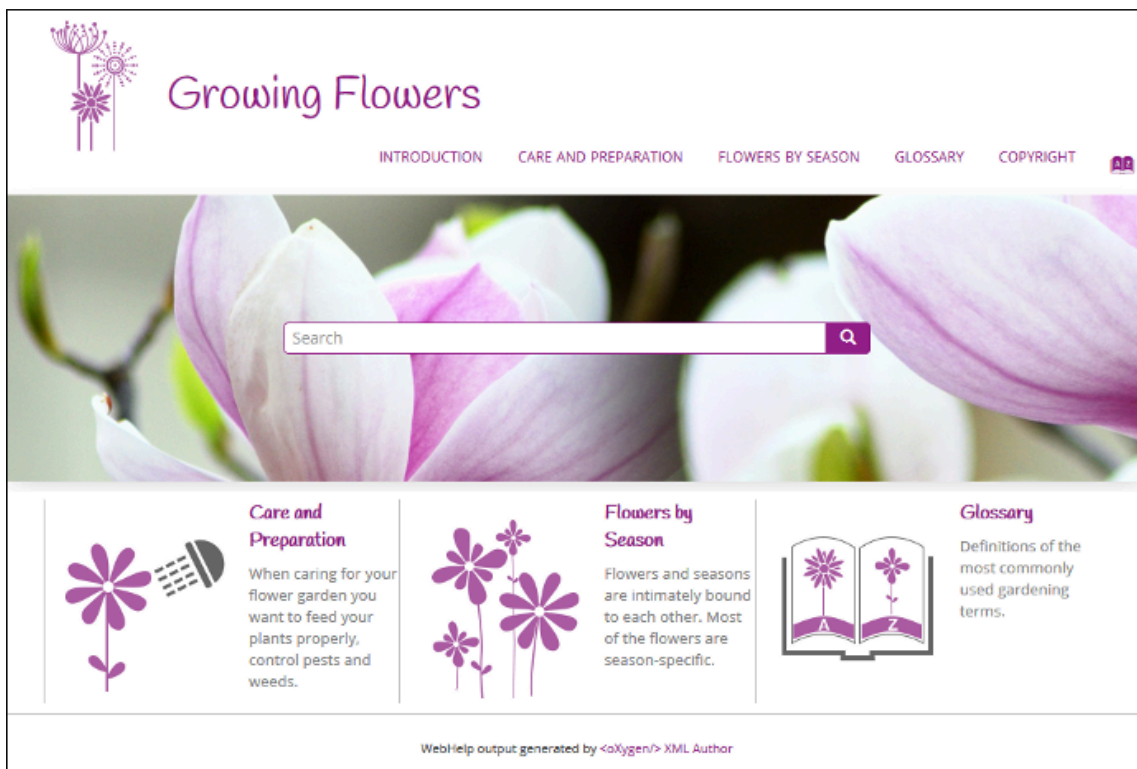 Growing Flowers
INTRODUCTION CARE AND PREPARATION FLOWERS BY SEASON GLOSSARY COPYRIGHT
A Z
Search
Care and
Preparation
When caring for your
flower garden you
want to feed your
plants properly,
control pests and
weeds.
Flowers by
Season
Flowers and seasons
are intimately bound
to each other. Most
of the flowers are
season-specific.
A Z
Glossary
Definitions of the
most commonly
used gardening
terms.
WebHelp output generated by <oXygen/> XML Author